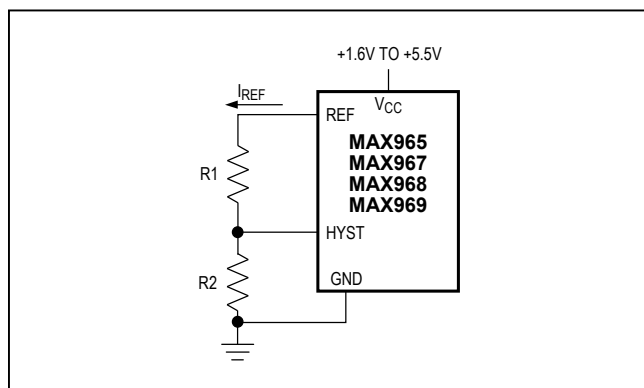 +1.6V TO +5.5V
IREF
VCC
REF
MAX965
MAX967
MAX968
MAX969
R1
HYST
R2
GND